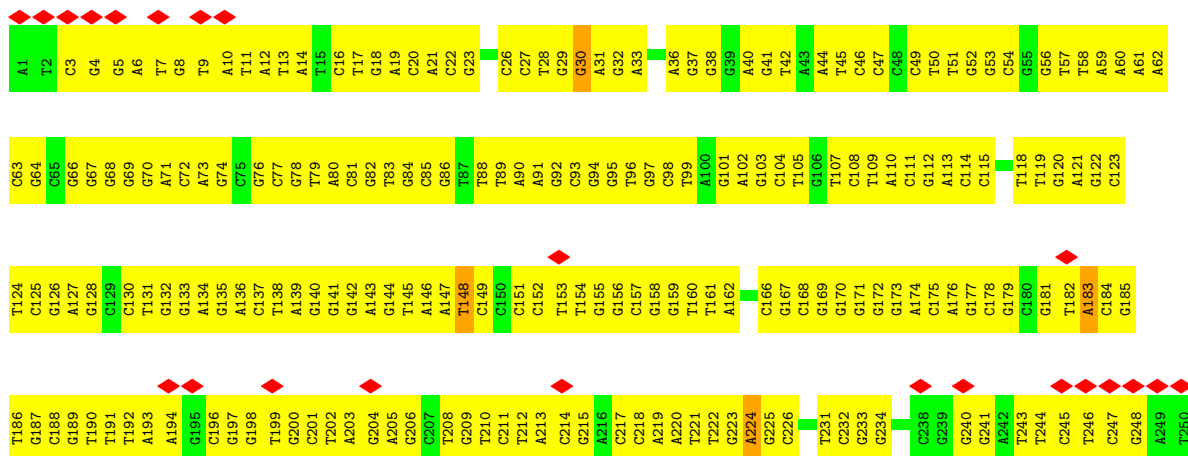 A1 T2 C3 G4 G5 A6 T7 G8 T9 A10 T11 A12 T13 A14 T15 C16 T17 G18 A19 C20 A21 C22 G23 C26 C27 T28 G29 G30 A31 G32 A33 A36 G37 G38 G39 A40 G41 T42 A43 A44 T45 C46 C47 C48 C49 T50 T51 G52 G53 C54 G55 G56 T57 T58 A59 A60 A61 A62
C63 G64 C65 G66 G67 G68 G69 G70 A71 C72 A73 G74 C75 G76 C77 G78 T79 A80 C81 G82 T83 G84 C85 G86 T87 T88 T89 A90 A91 G92 C93 G94 G95 T96 G97 C98 T99 A100 G101 A102 G103 C104 T105 G106 T107 C108 T109 A110 C111 G112 A113 C114 C115 T118 T119 G120 A121 G122 C123
T124 C125 G126 A127 G128 C129 C130 T131 G132 G133 A134 G135 A136 C137 T138 A139 G140 G141 G142 A143 G144 T145 A146 A147 T148 C149 C150 C151 C152 T153 T154 G155 G156 C157 G158 G159 T160 T161 A162 C166 G167 C168 G169 G170 G171 G172 G173 A174 C175 A176 G177 C178 G179 C180 G181 T182 A183 C184 G185
T186 G187 C188 G189 T190 T191 T192 A193 A194 G195 C196 G197 G198 T199 G200 C201 T202 A203 G204 A205 G206 C207 T208 G209 T210 C211 T212 A213 C214 G215 A216 C217 C218 A219 A220 T221 T222 G223 A224 G225 C226 T231 C232 G233 G234 C238 G239 G240 G241 A242 T243 T244 C245 T246 C247 G248 A249 T250